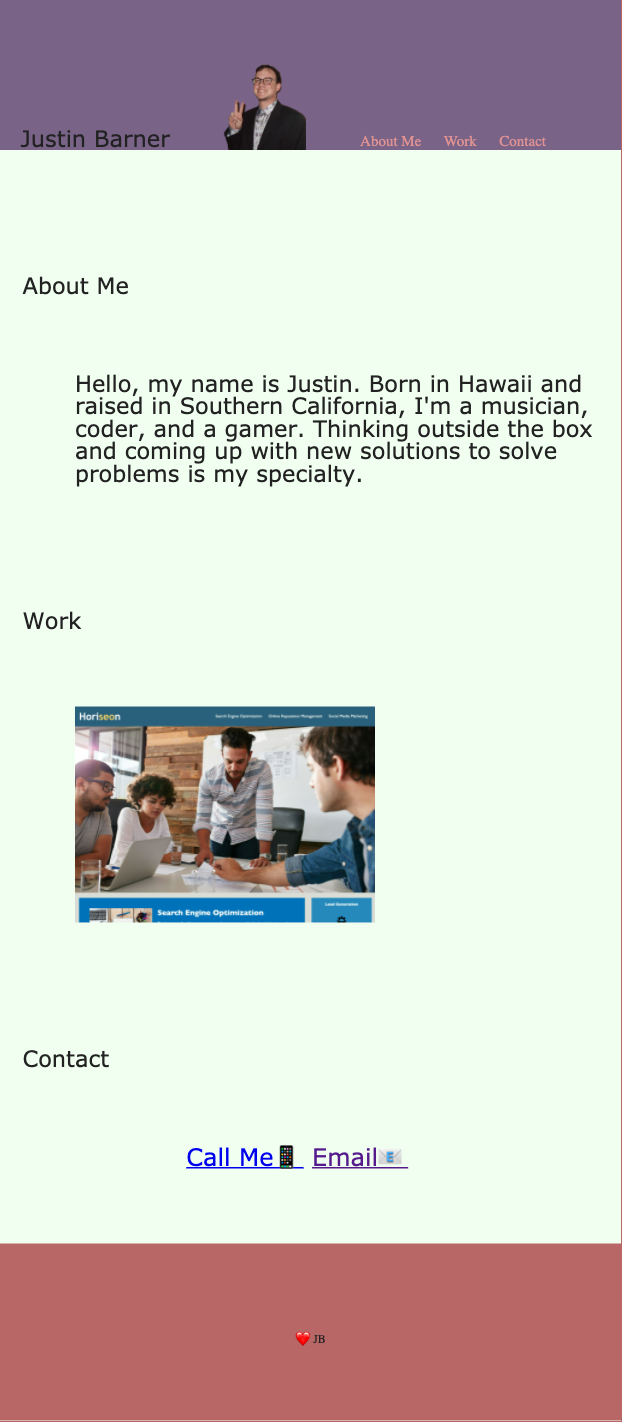 Justin Barner
About Me Work Contact
About Me
Hello, my name is Justin. Born in Hawaii and
raised in Southern California, I'm a musician,
coder, and a gamer. Thinking outside the box
and coming up with new solutions to solve
problems is my specialty.
Work
Horiseon
Search Engine Optimization Online Reputation Management Social Media Marketing
Search Engine Optimization
Lead Generation
Contact
Call Me📱 Email📧
❤️ JB